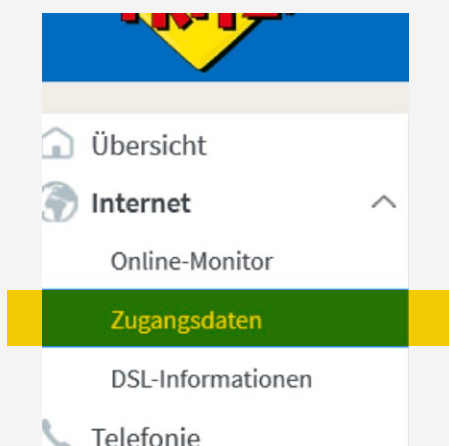 Übersicht
Internet
Online-Monitor
Zugangsdaten
DSL-Informationen
Telefonie